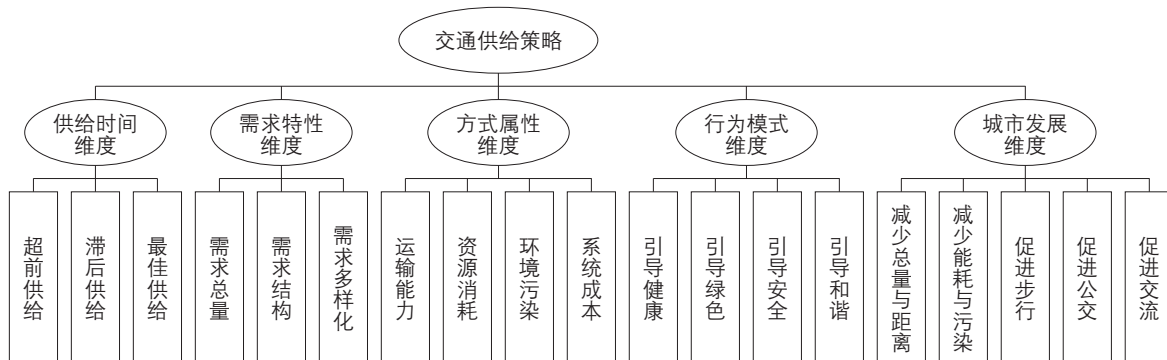 交通供给策略
供给时间
维度
需求特性
维度
方式属性
维度
行为模式
维度
城市发展
维度
超前供给
滞后供给
最佳供给
需求总量
需求结构
需求多样化
运输能力
资源消耗
环境污染
系统成本
引导健康
引导绿色
引导安全
引导和谐
减少总量与距离
减少能耗与污染
促进步行
促进公交
促进交流